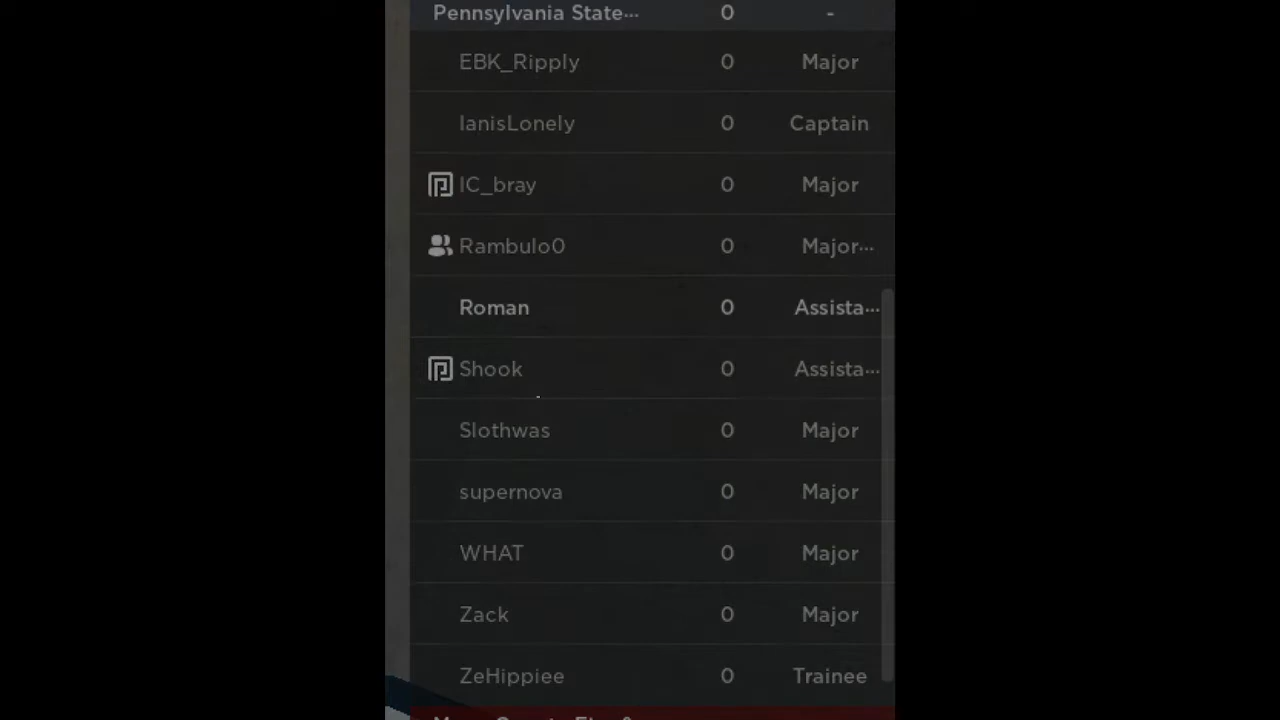 Pennsylvania State... 0 -
EBK_Ripply 0 Major
IanisLonely 0 Captain
IC_bray 0 Major
Rambulo0 0 Major...
Roman 0 Assista...
Shook 0 Assista...
Slothwas 0 Major
supernova 0 Major
WHAT 0 Major
Zack 0 Major
ZeHippiee 0 Trainee